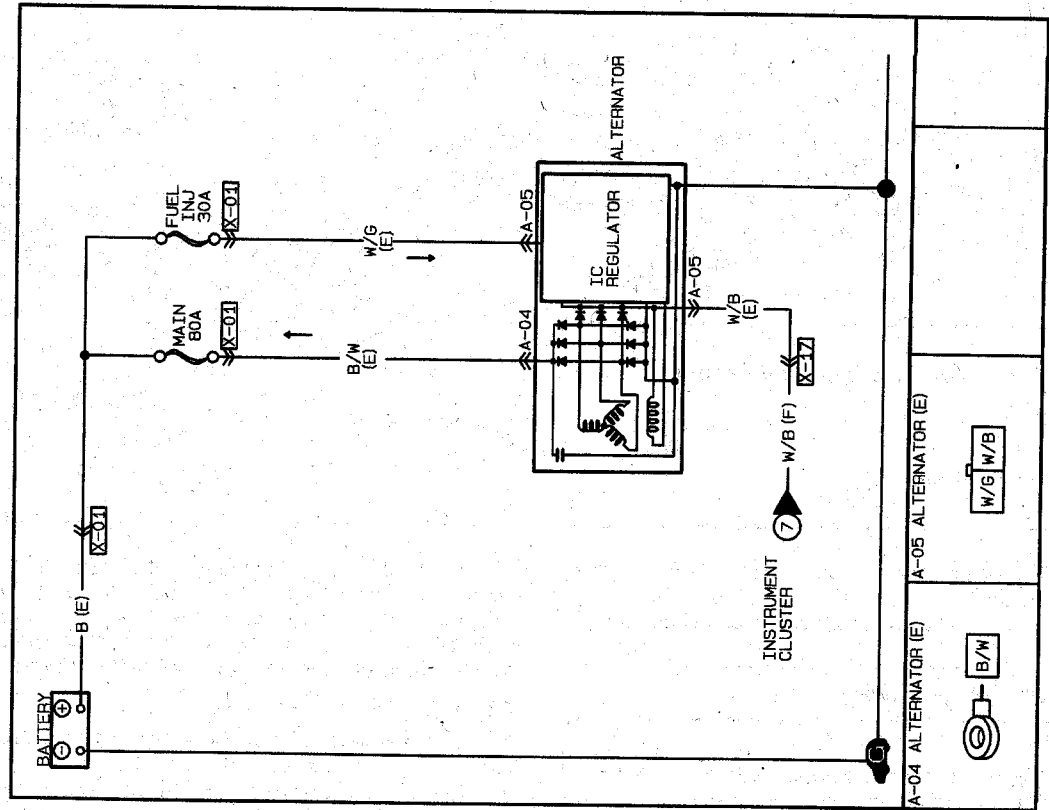 BATTERY
−
+
B (E)
X-01
MAIN
80A
X-01
B/W
(E)
A-04
FUEL
INJ
30A
X-01
W/G
(E)
A-05
ALTERNATOR
IC
REGULATOR
A-05
W/B
(E)
X-17
W/B (F)
7
INSTRUMENT
CLUSTER
A-04 ALTERNATOR (E)
B/W
A-05 ALTERNATOR (E)
W/G W/B